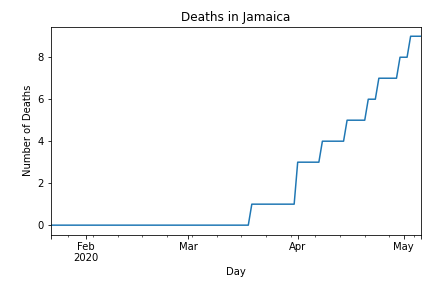 Deaths in Jamaica
Number of Deaths
8
6
4
2
0
Feb
2020
Mar
Apr
May
Day